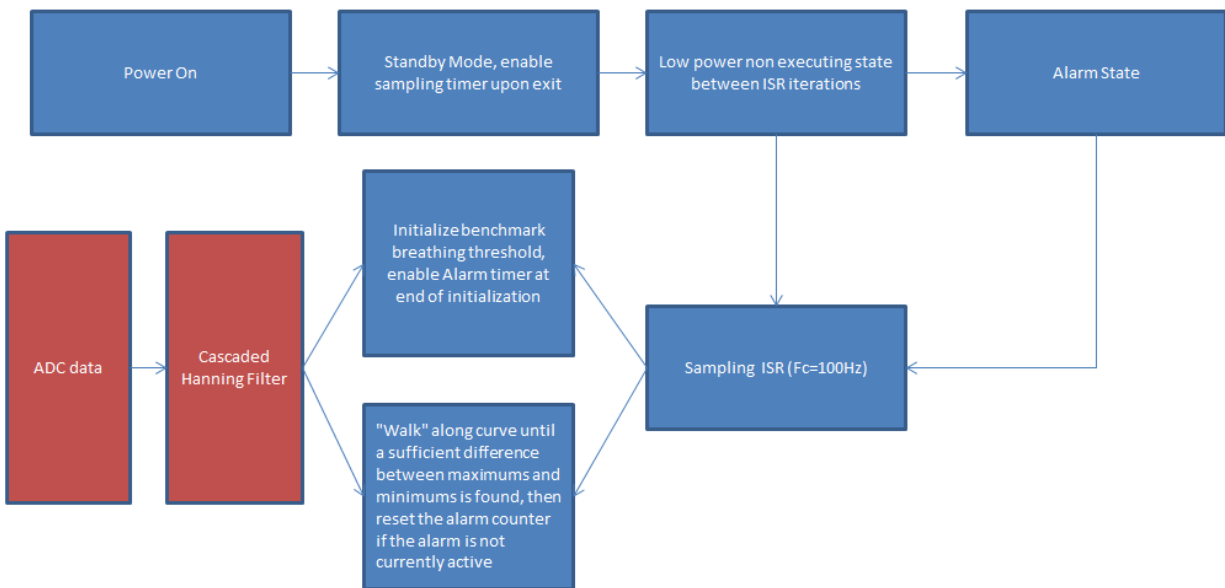 Power On
Standby Mode, enable
sampling timer upon exit
Low power non executing state
between ISR iterations
Alarm State
Initialize benchmark
breathing threshold,
enable Alarm timer at
end of initialization
ADC data
Cascaded
Hanning Filter
Sampling ISR (Fc=100Hz)
"Walk" along curve until
a sufficient difference
between maximums and
minimums is found, then
reset the alarm counter
if the alarm is not
currently active